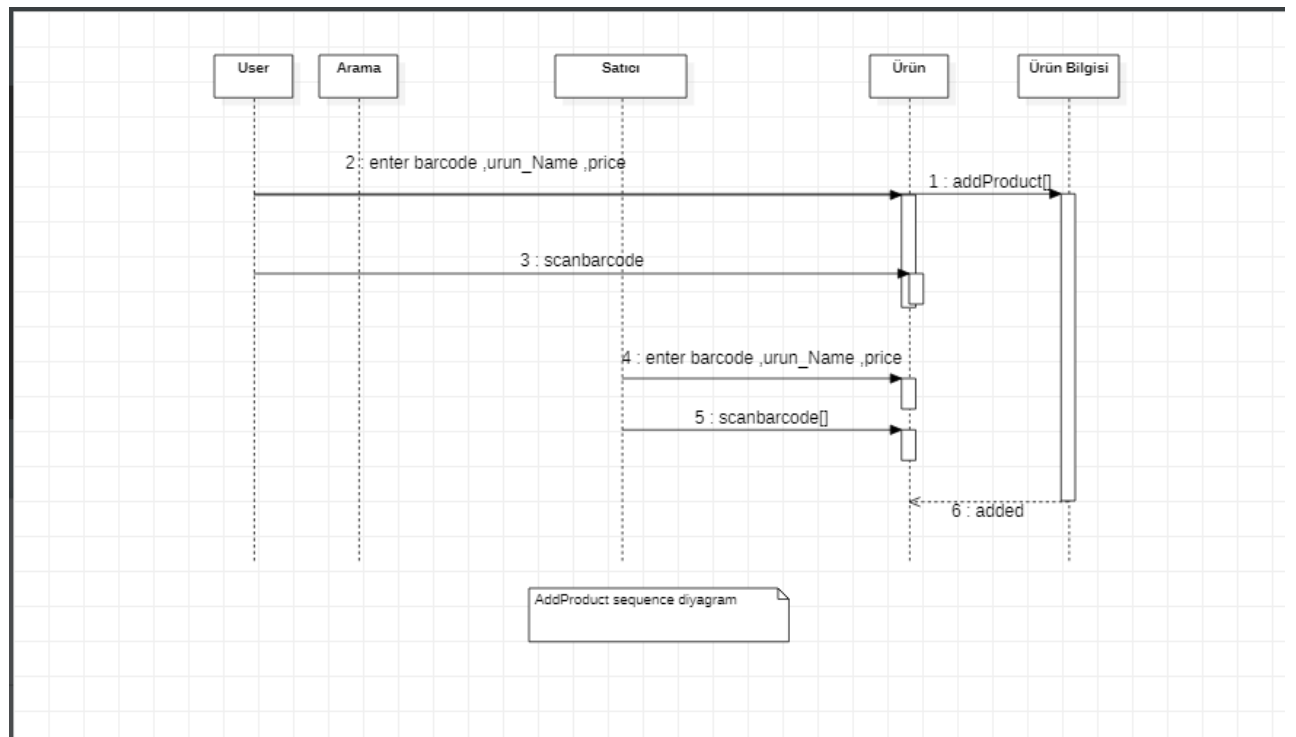 User
Arama
Satıcı
Ürün
Ürün Bilgisi
2 : enter barcode ,urun_Name ,price
1 : addProduct[]
3 : scanbarcode
4 : enter barcode ,urun_Name ,price
5 : scanbarcode[]
6 : added
AddProduct sequence diyagram